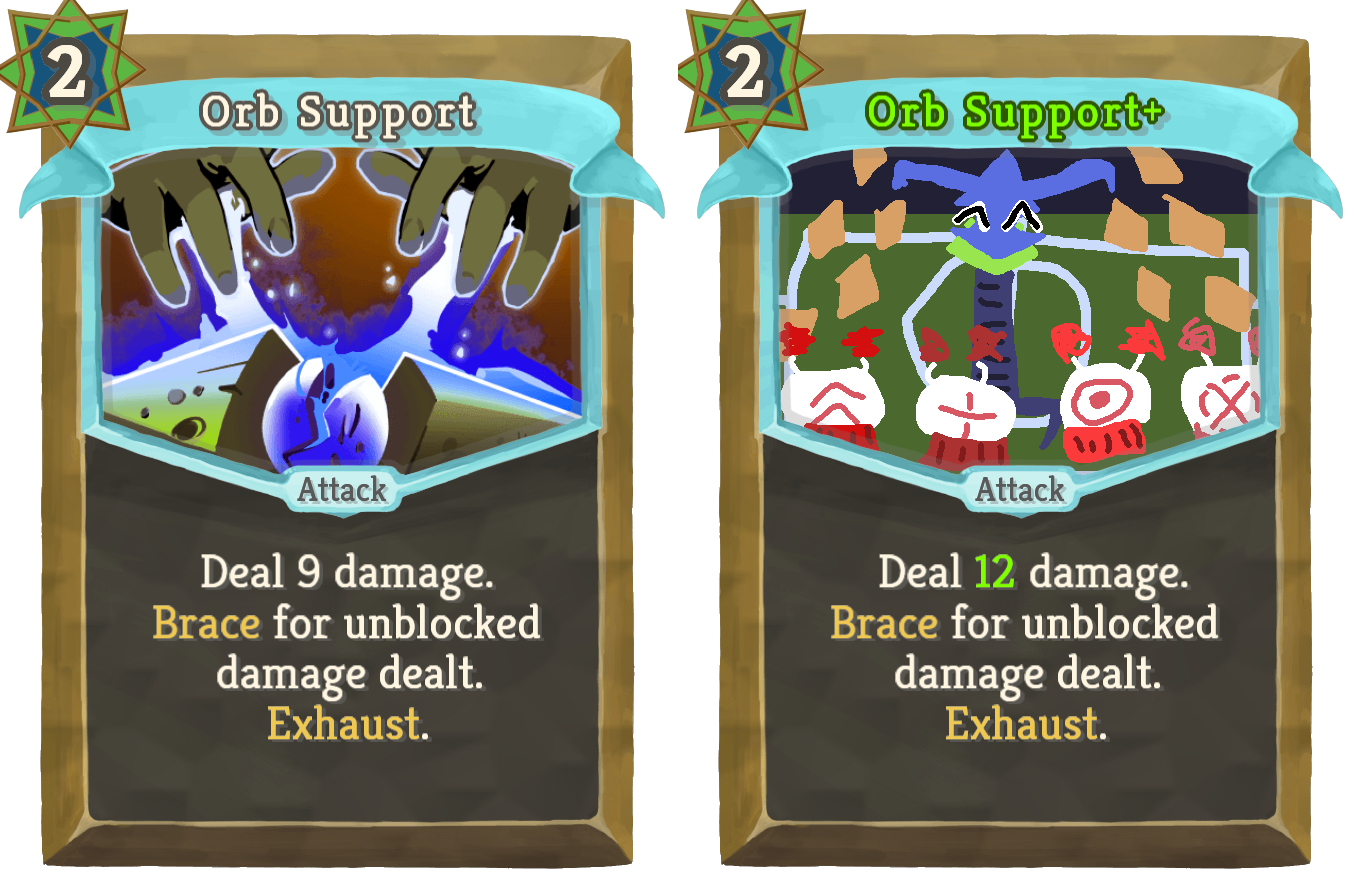 2
Orb Support
Attack
Deal 9 damage.
Brace for unblocked
damage dealt.
Exhaust.
2
Orb Support+
Attack
Deal 12 damage.
Brace for unblocked
damage dealt.
Exhaust.